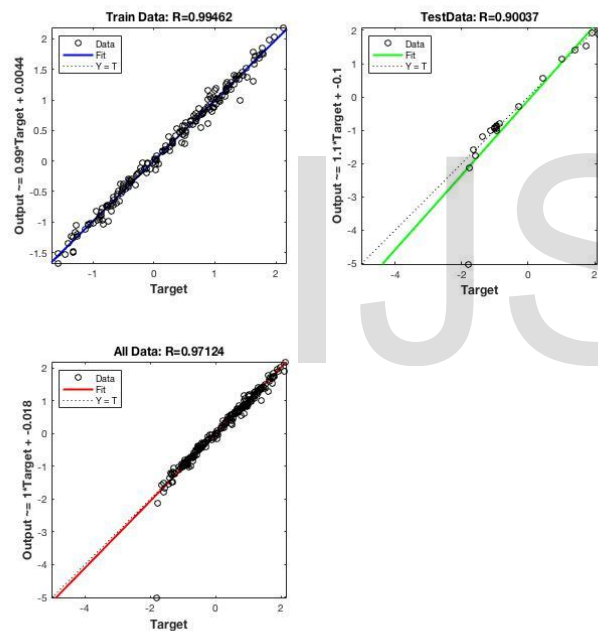 Train Data: R=0.99462
Data
Fit
Y = T
Output ~= 0.99*Target + 0.0044
2
1.5
1
0.5
0
-0.5
-1
-1.5
-1
0
1
2
Target
TestData: R=0.90037
Data
Fit
Y = T
Output ~= 1.1*Target + -0.1
2
1
0
-1
-2
-3
-4
-5
-4
-2
0
2
Target
IJS
All Data: R=0.97124
Data
Fit
Y = T
Output ~= 1*Target + -0.018
2
1
0
-1
-2
-3
-4
-5
-4
-2
0
2
Target